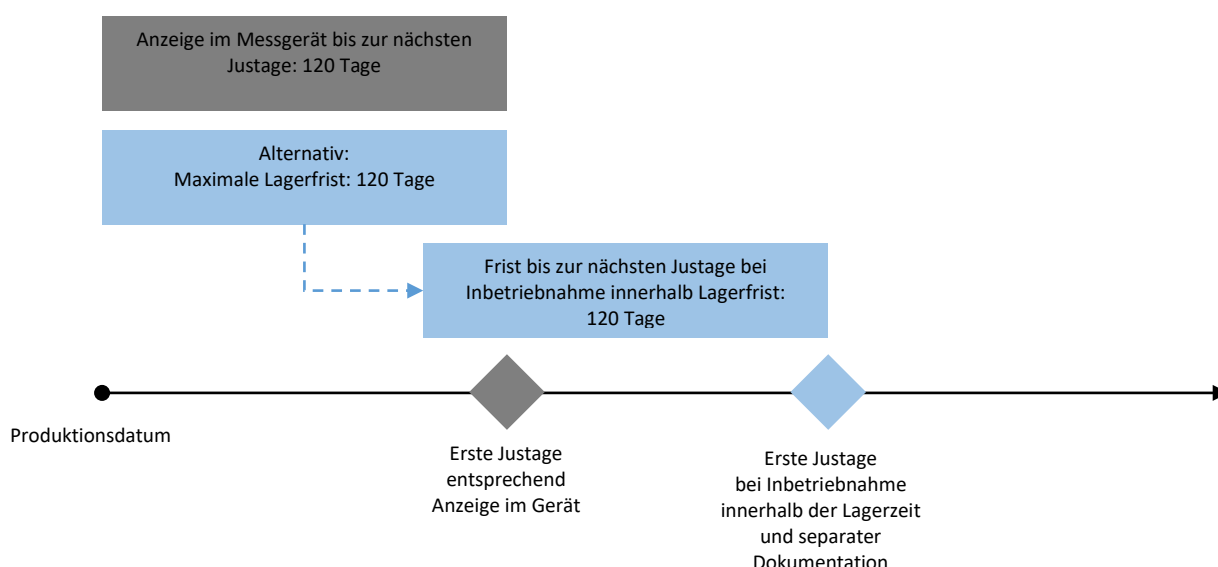 Anzeige im Messgerät bis zur nächsten
Justage: 120 Tage
Alternativ:
Maximale Lagerfrist: 120 Tage
Frist bis zur nächsten Justage bei
Inbetriebnahme innerhalb Lagerfrist:
120 Tage
Produktionsdatum
Erste Justage
entsprechend
Anzeige im Gerät
Erste Justage
bei Inbetriebnahme
innerhalb der Lagerzeit
und separater
Dokumentation